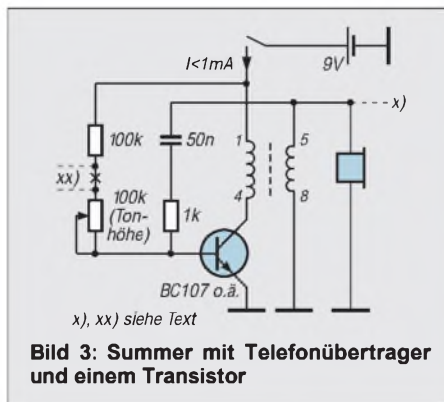 I<1mA
9V
x)
100k
50n
1
5
xx)
100k
(Ton-
höhe)
1k
4
8
BC107 o.ä.
x), xx) siehe Text
Bild 3: Summer mit Telefonübertrager
und einem Transistor